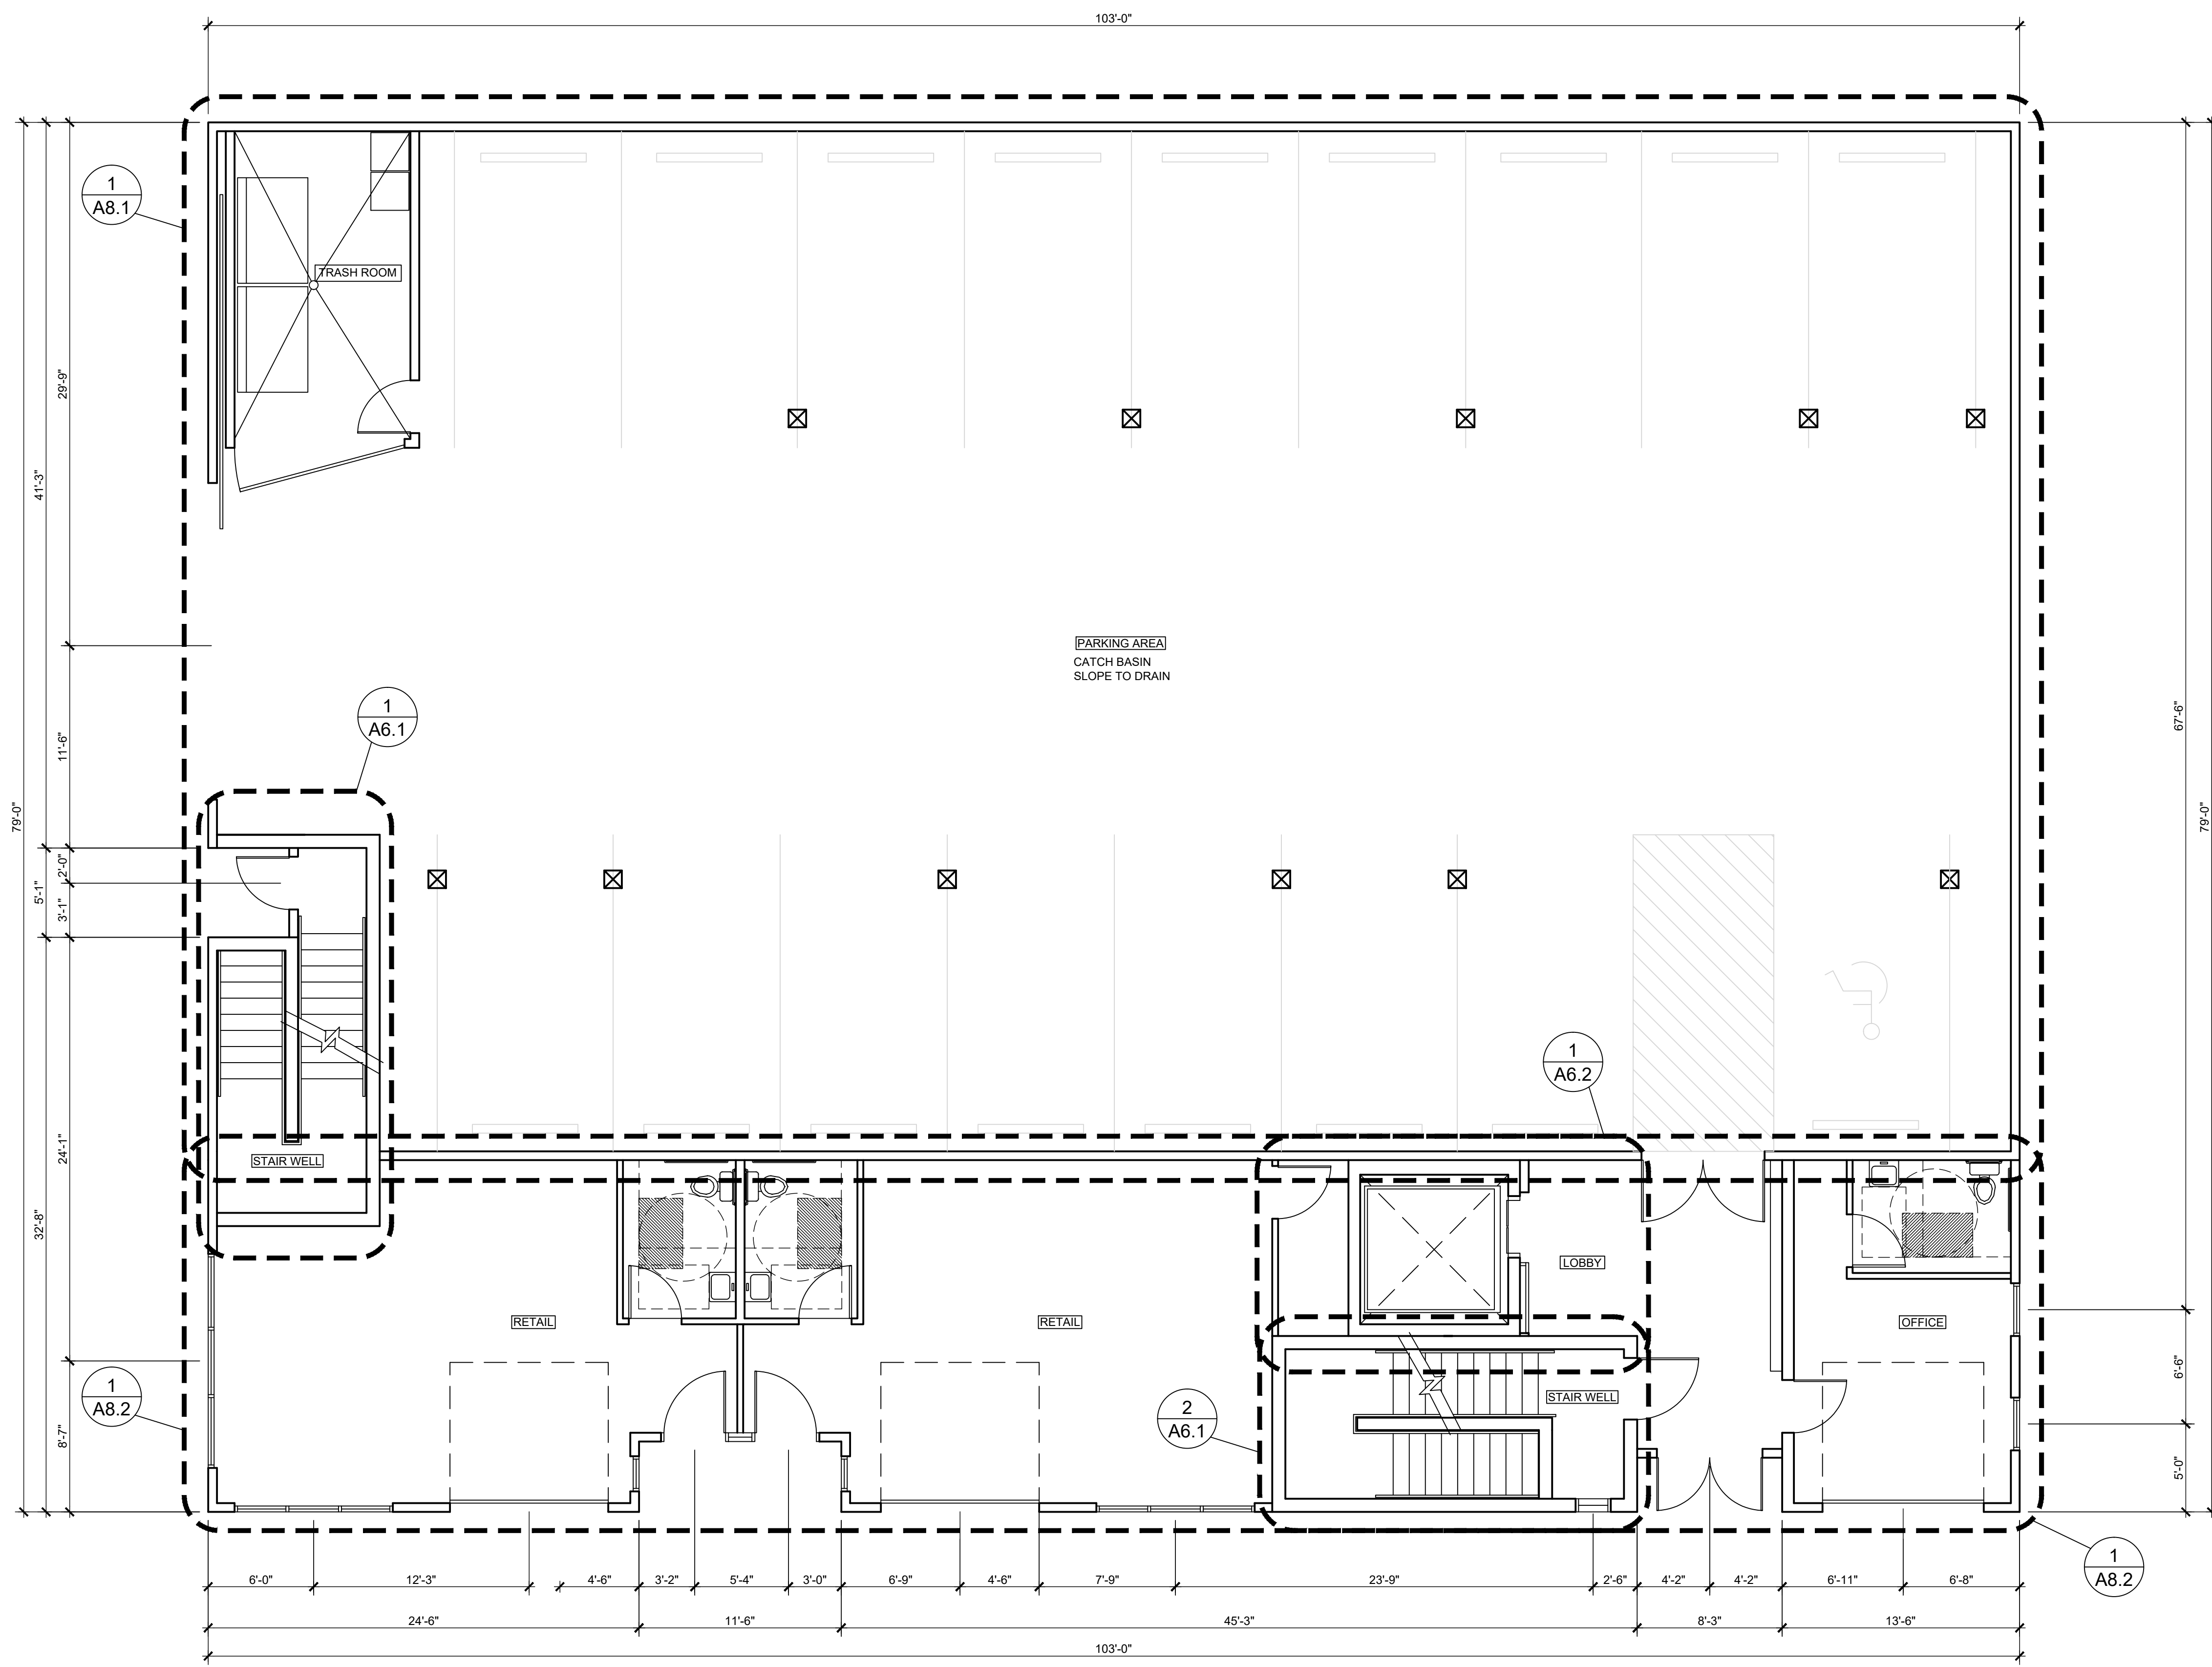 103'-0"
1
A8.1
TRASH ROOM
29'-9"
41'-3"
PARKING AREA
CATCH BASIN
SLOPE TO DRAIN
67'-6"
1
A6.1
11'-6"
79'-0"
79'-0"
2'-0"
5'-1"
3'-1"
1
A6.2
24'-1"
STAIR WELL
32'-8"
LOBBY
RETAIL
RETAIL
OFFICE
6'-6"
1
A8.2
STAIR WELL
2
A6.1
8'-7"
5'-0"
1
A8.2
6'-0"
12'-3"
4'-6"
3'-2"
5'-4"
3'-0"
6'-9"
4'-6"
7'-9"
23'-9"
2'-6"
4'-2"
4'-2"
6'-11"
6'-8"
24'-6"
11'-6"
45'-3"
8'-3"
13'-6"
103'-0"